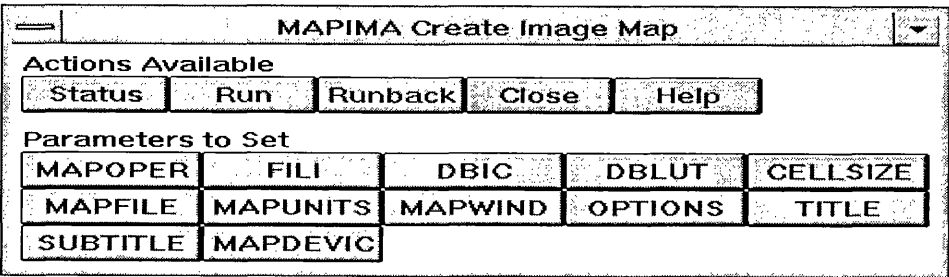 MAPIMA Create Image Map
Actions Available
Status Run Runback Close Help
Parameters to Set
MAPOPER FILI DBIC DBLUT CELLSIZE
MAPFILE MAPUNITS MAPWIND OPTIONS TITLE
SUBTITLE MAPDEVIC